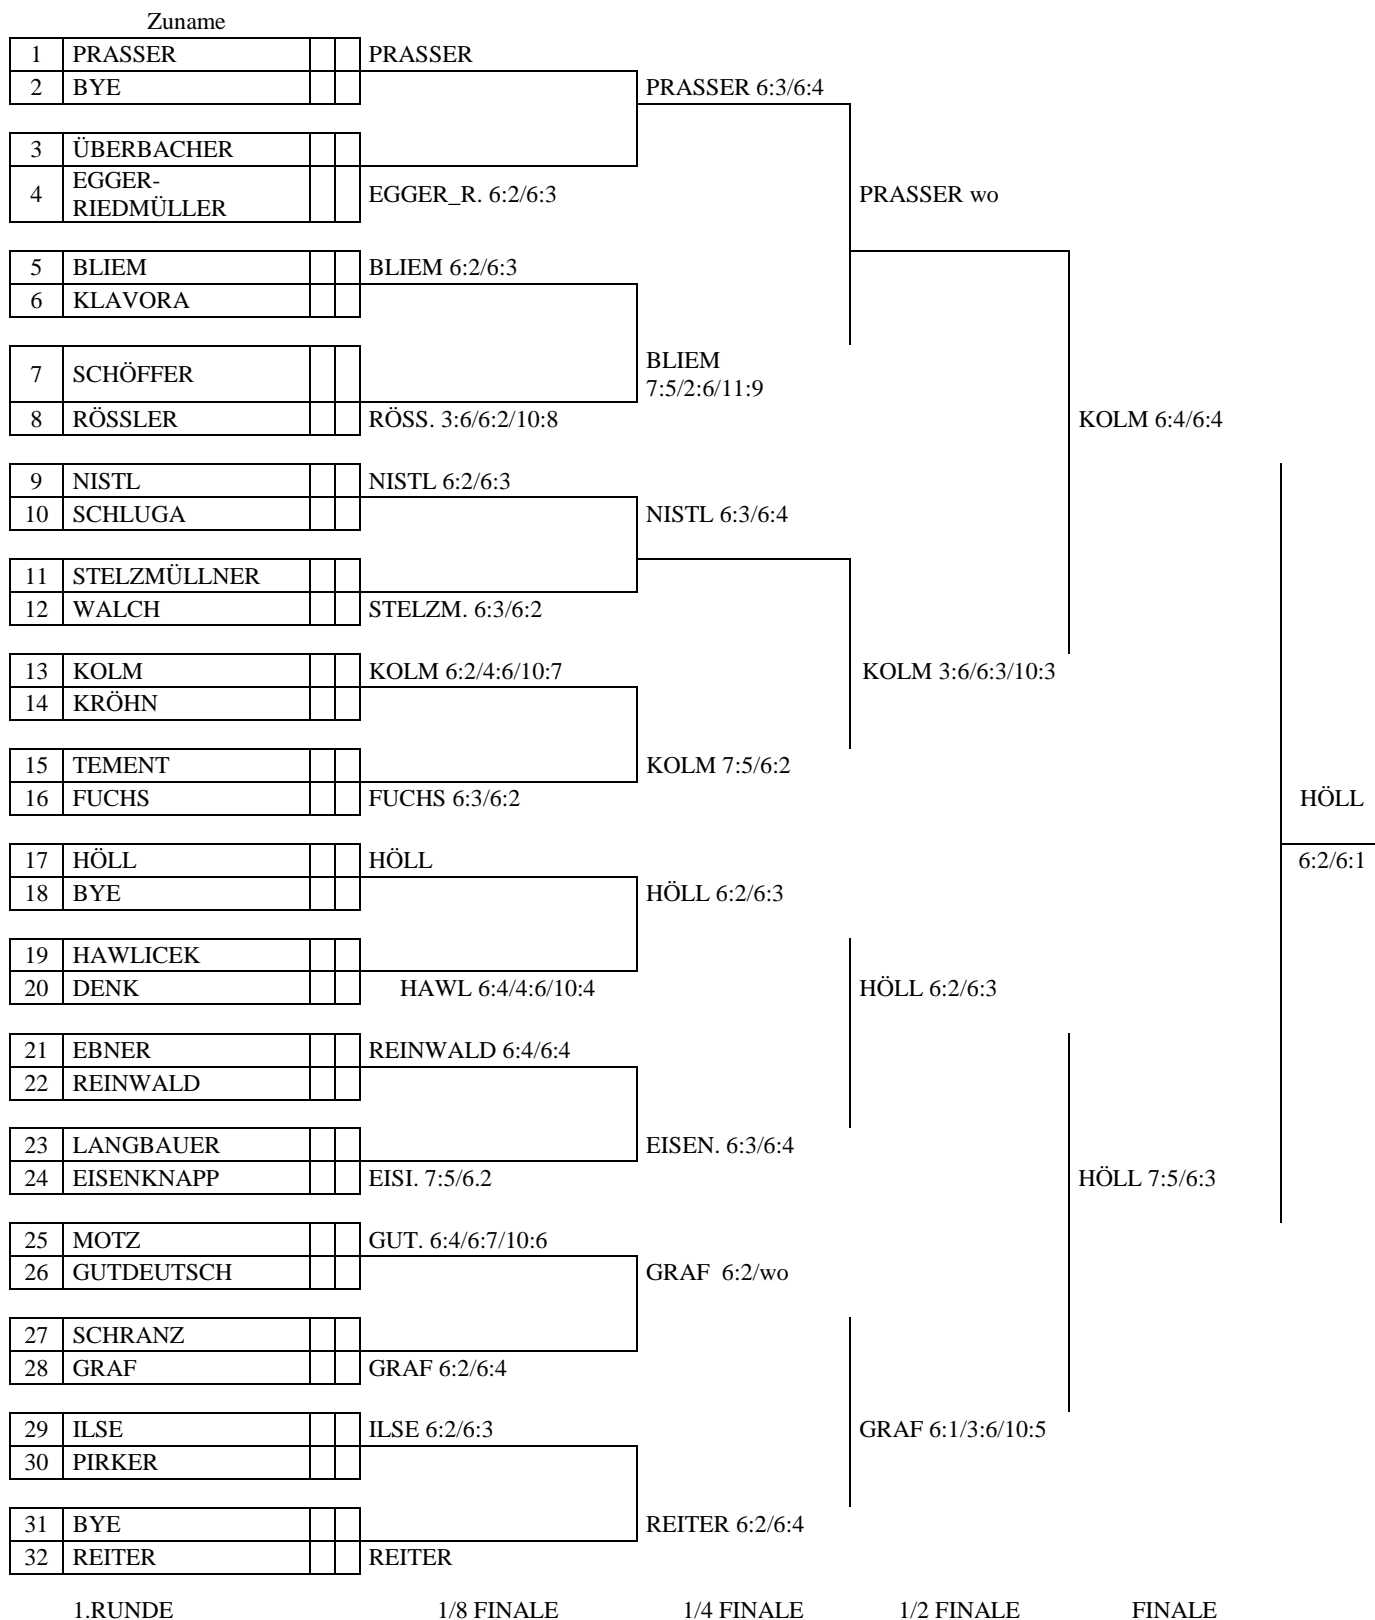 Zuname
1 PRASSER PRASSER
2 BYE PRASSER 6:3/6:4
3 ÜBERBACHER
4 EGGER-
RIEDMÜLLER EGGER_R. 6:2/6:3 PRASSER wo
5 BLIEM BLIEM 6:2/6:3
6 KLAVORA
7 SCHÖFFER BLIEM
7:5/2:6/11:9
8 RÖSSLER RÖSS. 3:6/6:2/10:8 KOLM 6:4/6:4
9 NISTL NISTL 6:2/6:3
10 SCHLUGA NISTL 6:3/6:4
11 STELZMÜLLNER
12 WALCH STELZM. 6:3/6:2
13 KOLM KOLM 6:2/4:6/10:7 KOLM 3:6/6:3/10:3
14 KRÖHN
15 TEMENT KOLM 7:5/6:2
16 FUCHS FUCHS 6:3/6:2 HÖLL
17 HÖLL HÖLL 6:2/6:1
18 BYE HÖLL 6:2/6:3
19 HAWLICEK
20 DENK HAWL 6:4/4:6/10:4 HÖLL 6:2/6:3
21 EBNER REINWALD 6:4/6:4
22 REINWALD
23 LANGBAUER EISEN. 6:3/6:4
24 EISENKNAPP EISI. 7:5/6.2 HÖLL 7:5/6:3
25 MOTZ GUT. 6:4/6:7/10:6
26 GUTDEUTSCH GRAF 6:2/wo
27 SCHRANZ
28 GRAF GRAF 6:2/6:4
29 ILSE ILSE 6:2/6:3 GRAF 6:1/3:6/10:5
30 PIRKER
31 BYE REITER 6:2/6:4
32 REITER REITER
1.RUNDE 1/8 FINALE 1/4 FINALE 1/2 FINALE FINALE